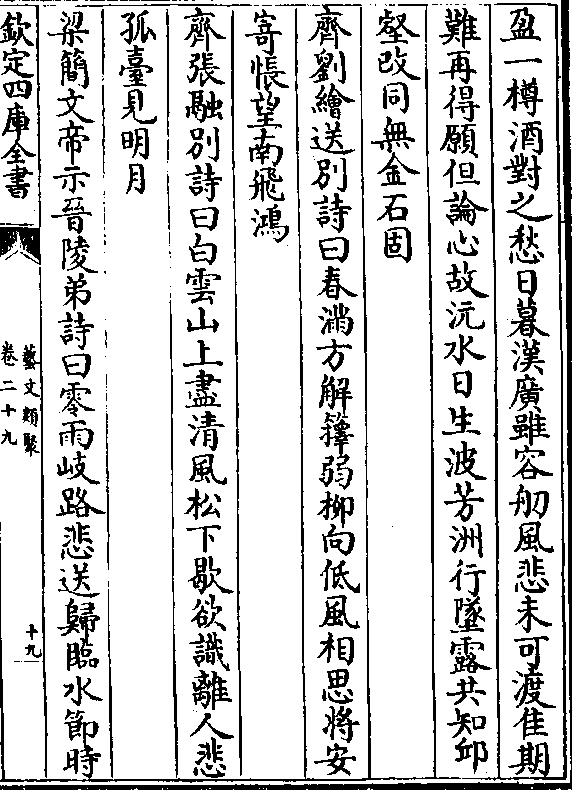 盈一樽酒對之愁日暮漢廣雖容舠風悲未可渡佳期
難再得願但論心故沅水日生波芳洲行墜露共知邱
壑改同無金石固
齊劉繪送別詩曰春滿方解籜弱柳向低風相思將安
寄悵望南飛鴻
齊張融別詩曰白雲山上盡清風松下歇欲識離人悲
孤臺見明月
梁簡文帝示晉陵弟詩曰零雨岐路悲送歸臨水節時
欽定四庫全書
藝文類聚
卷二十九
十九